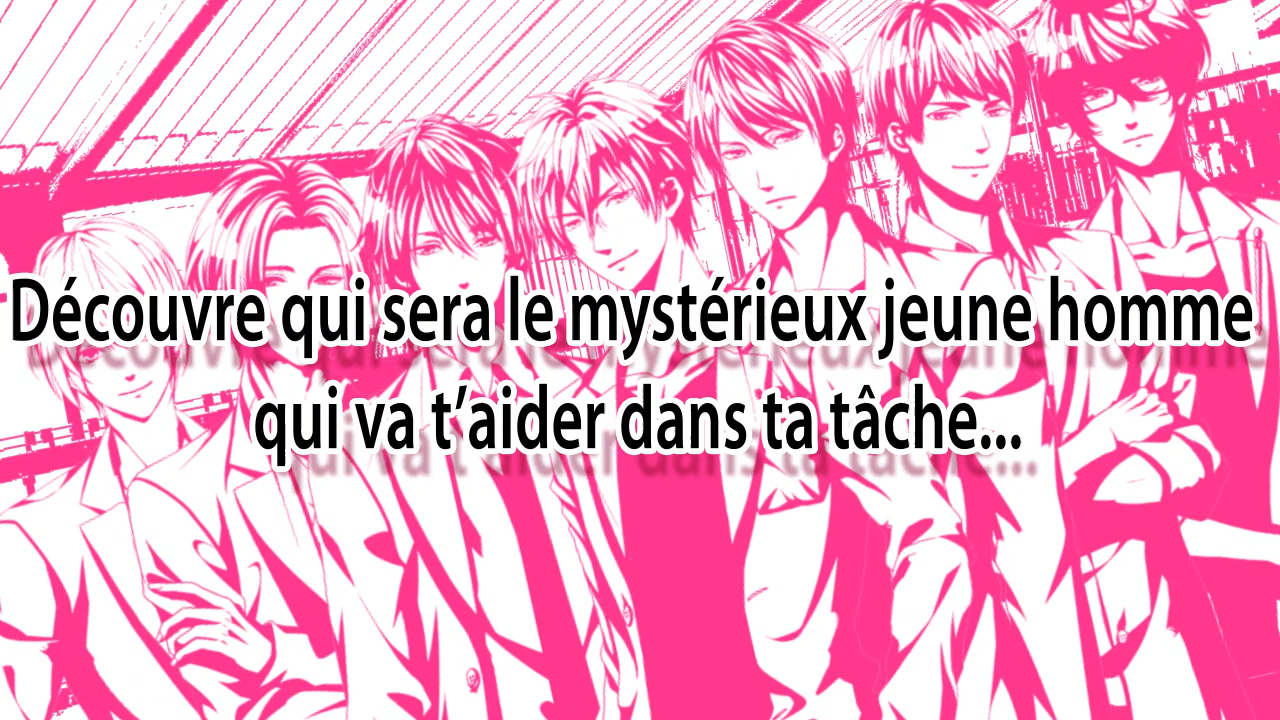 Découvre qui sera le mystérieux jeune homme
qui va t’aider dans ta tâche...